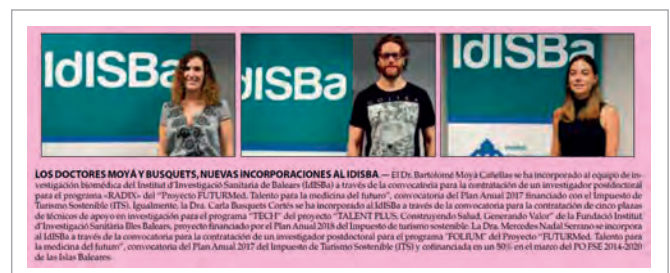 IdISBa
dISBa
IdISBa
LOS DOCTORES MOYÁ Y BUSQUETS, NUEVAS INCORPORACIONES AL IDISBA — El Dr. Bartolomé Moyà Cañellas se ha incorporado al equipo de in-
vestigación biomédica del Institut d'Investigació Sanitaria de Balears (IdISBa) a través de la convocatoria para la contratación de un investigador postdoctoral
para el programa «RADIX» del "Proyecto FUTURMed. Talento para la medicina del futuro", convocatoria del Plan Anual 2017 financiado con el Impuesto de
Turismo Sostenible (ITS). Igualmente, la Dra. Carla Busquets Cortés se ha incorporado al IdISBa a través de la convocatoria para la contratación de cinco plazas
de técnicos de apoyo en investigación para el programa "TECH" del proyecto "TALENT PLUS. Construyendo Salud, Generando Valor" de la Fundació Institut
d'Investigació Sanitària Illes Balears, proyecto financiado por el Plan Anual 2018 del Impuesto de turismo sostenible. La Dra. Mercedes Nadal Serrano se incorpora
al IdISBa a través de la convocatoria para la contratación de un investigador postdoctoral para el programa "FOLIUM" del Proyecto "FUTURMed. Talento para
la medicina del futuro", convocatoria del Plan Anual 2017 del Impuesto de Turismo Sostenible (ITS) y cofinanciada en un 50% en el marco del PO FSE 2014-2020
de las Islas Baleares.